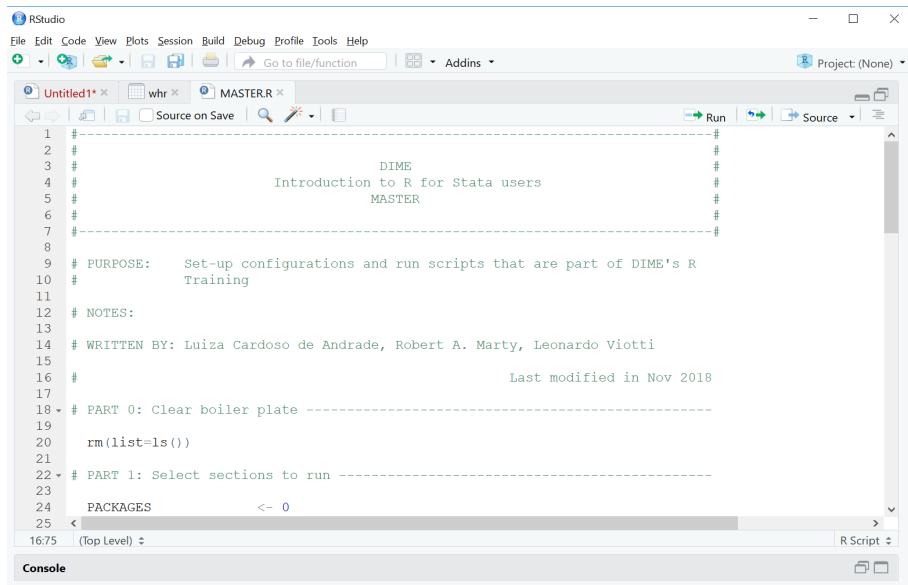 RStudio
File Edit Code View Plots Session Build Debug Profile Tools Help
Go to file/function Addins Project: (None)
Untitled1* whr MASTER.R
Source on Save Run Source
1 #------------------------------------------------------------------------------#
2 # #
3 # DIME #
4 # Introduction to R for Stata users #
5 # MASTER #
6 # #
7 #------------------------------------------------------------------------------#
8
9 # PURPOSE: Set-up configurations and run scripts that are part of DIME's R
10 # Training
11
12 # NOTES:
13
14 # WRITTEN BY: Luiza Cardoso de Andrade, Robert A. Marty, Leonardo Viotti
15
16 # Last modified in Nov 2018
17
18 # PART 0: Clear boiler plate --------------------------------------------------
19
20 rm(list=ls())
21
22 # PART 1: Select sections to run ----------------------------------------------
23
24 PACKAGES <- 0
25
16:75 (Top Level) R Script
Console